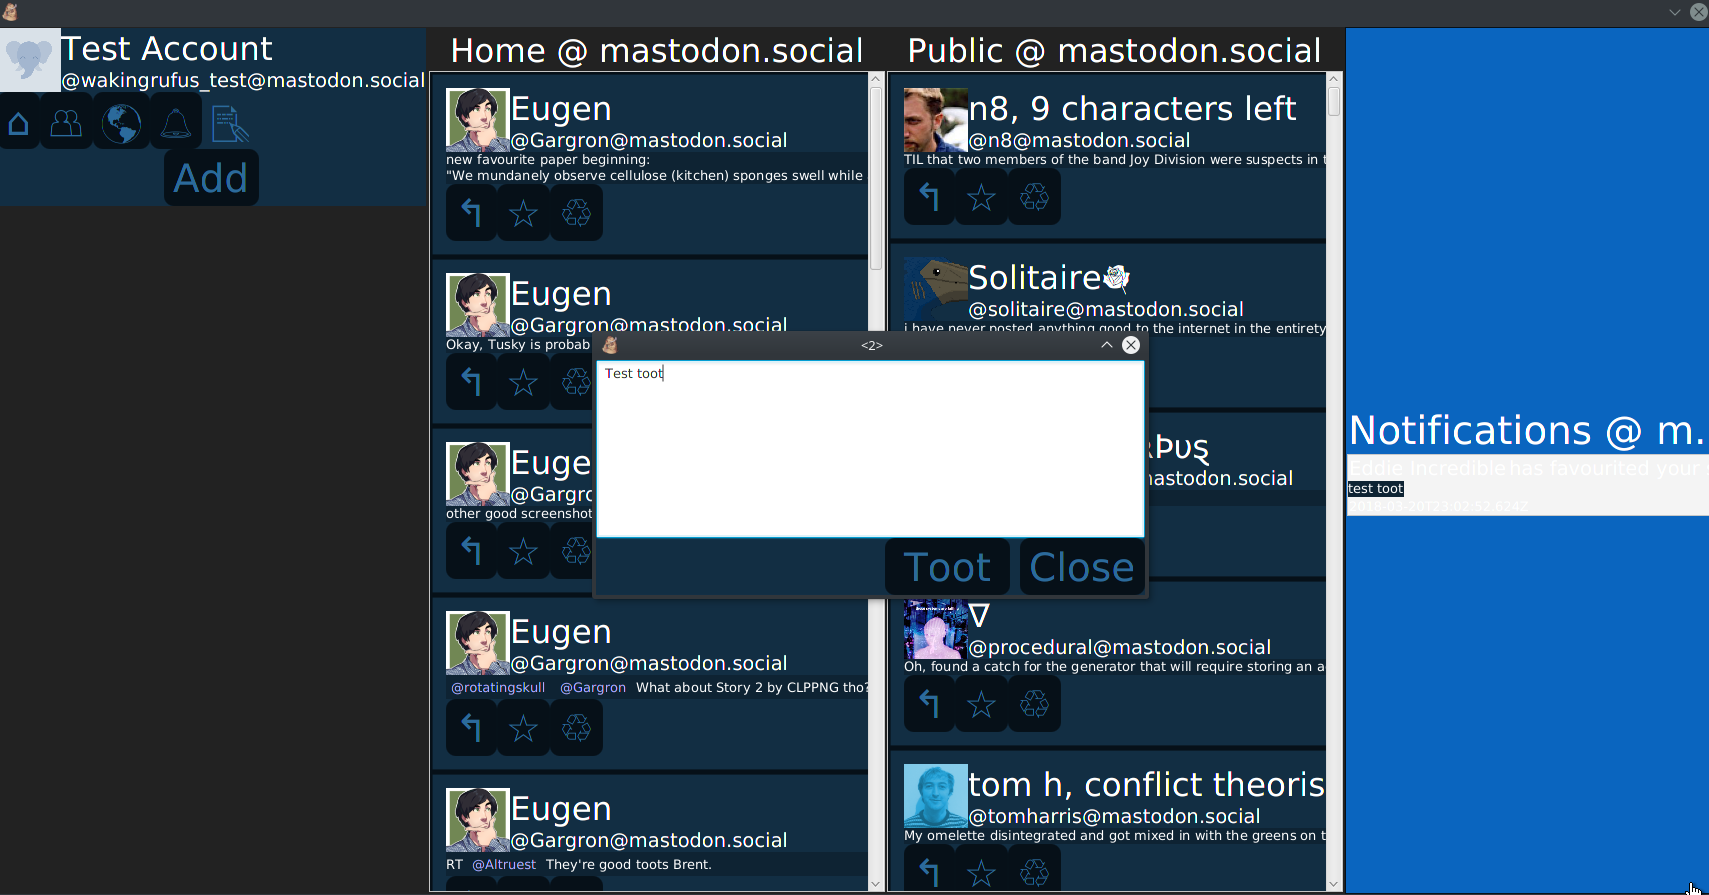 Test Account
@wakingrufus_test@mastodon.social
Add
Home @ mastodon.social
Eugen
@Gargron@mastodon.social
new favourite paper beginning:
"We mundanely observe cellulose (kitchen) sponges swell while
Eugen
@Gargron@mastodon.social
Okay, Tusky is probab
Euge
@Gargro
other good screenshot
Eugen
@Gargron@mastodon.social
@rotatingskull @Gargron What about Story 2 by CLPPNG tho?
Eugen
@Gargron@mastodon.social
RT @Altruest They're good toots Brent.
Public @ mastodon.social
n8, 9 characters left
@n8@mastodon.social
TIL that two members of the band Joy Division were suspects in t
Solitaire
@solitaire@mastodon.social
i have never posted anything good to the internet in the entirety
mastodon.social
∇
@procedural@mastodon.social
Oh, found a catch for the generator that will require storing an a
tom h, conflict theoris
@tomharris@mastodon.social
My omelette disintegrated and got mixed in with the greens on t
<2>
Test toot
Toot
Close
Notifications @ m.
Eddie Incredible has favourited your s
test toot
2018-03-20T23:02:52.624Z